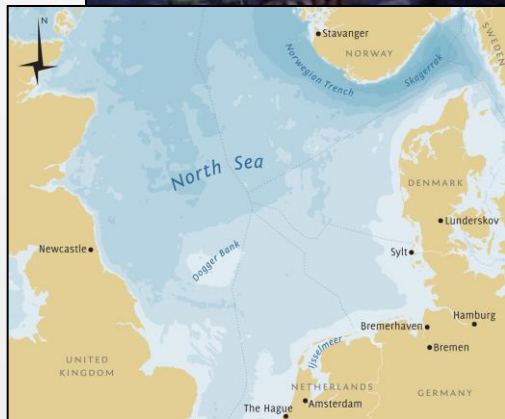 N
Stavanger
NORWAY
SWEDEN
Norwegian Trench
Skagerrak
North Sea
DENMARK
Lunderskov
Newcastle
Dogger Bank
Sylt
Hamburg
Bremerhaven
Ijsselmeer
Bremen
UNITED
KINGDOM
NETHERLANDS
GERMANY
The Hague
Amsterdam